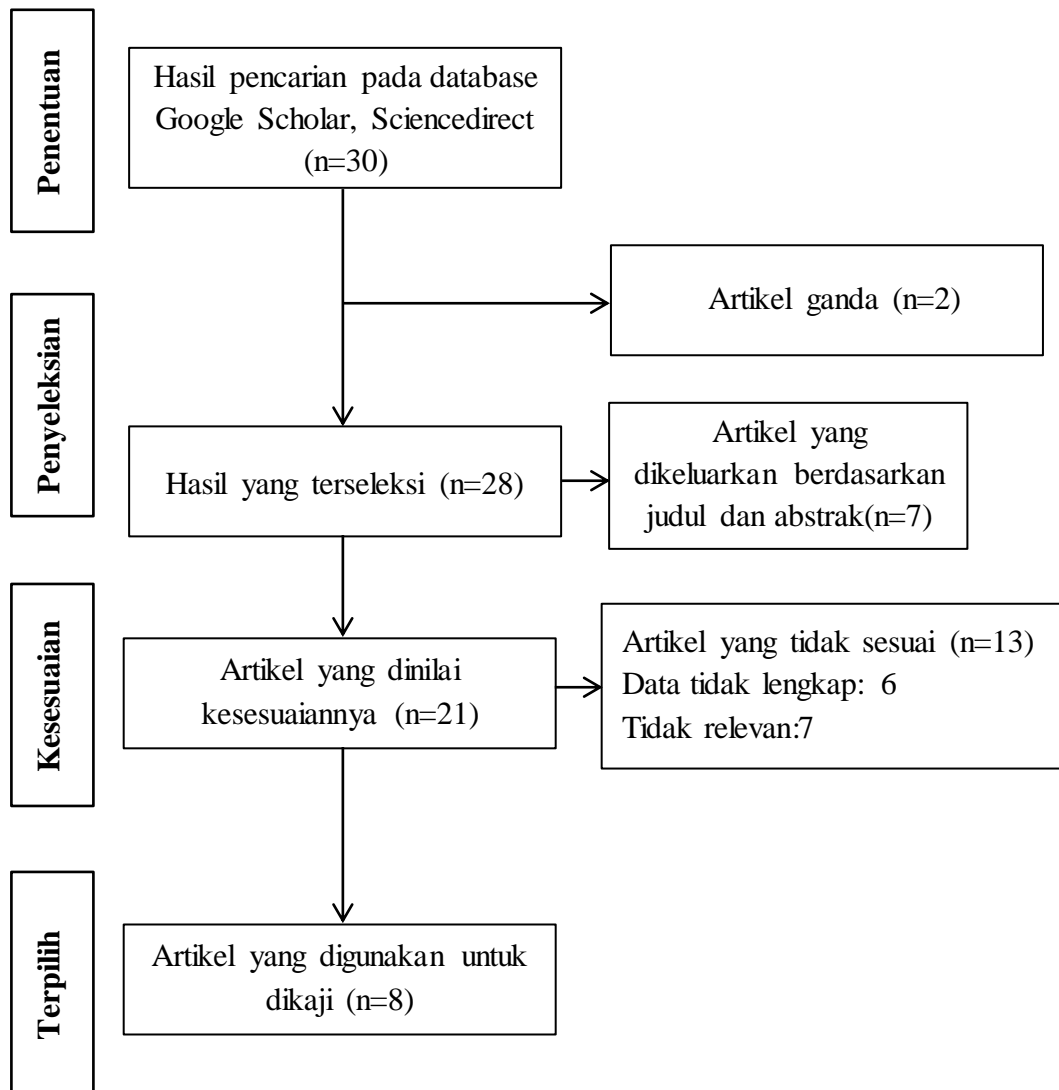 Penentuan
Hasil pencarian pada database
Google Scholar, Sciencedirect
(n=30)
Artikel ganda (n=2)
Penyeleksian
Hasil yang terseleksi (n=28)
Artikel yang
dikeluarkan berdasarkan
judul dan abstrak(n=7)
Kesesuaian
Artikel yang dinilai
kesesuaiannya (n=21)
Artikel yang tidak sesuai (n=13)
Data tidak lengkap: 6
Tidak relevan:7
Terpilih
Artikel yang digunakan untuk
dikaji (n=8)